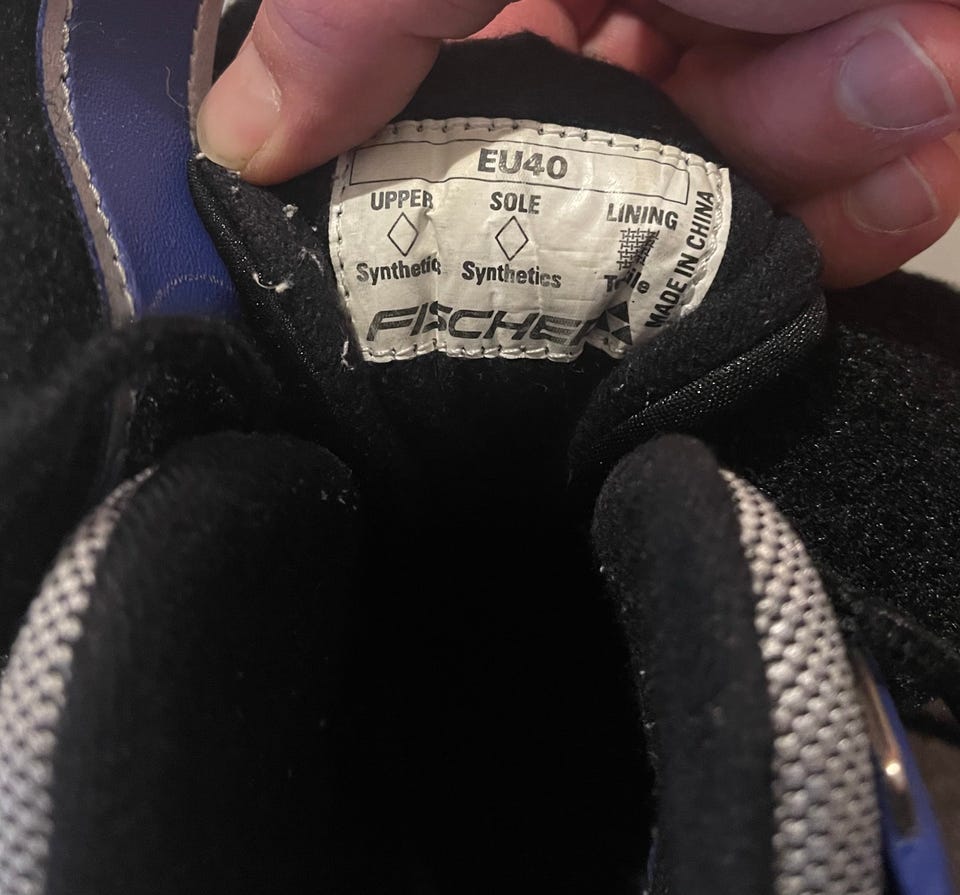 EU40
UPPER SOLE LINING
Synthetic Synthetics
FISCHER
MADE IN CHINA